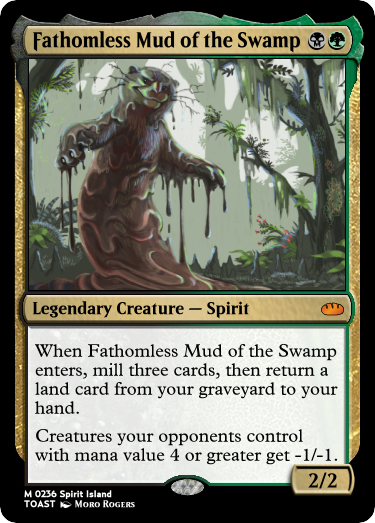 Fathomless Mud of the Swamp
Legendary Creature — Spirit
When Fathomless Mud of the Swamp
enters, mill three cards, then return a
land card from your graveyard to your
hand.
Creatures your opponents control
with mana value 4 or greater get -1/-1.
2/2
M 0236 Spirit Island
TOAST Moro Rogers